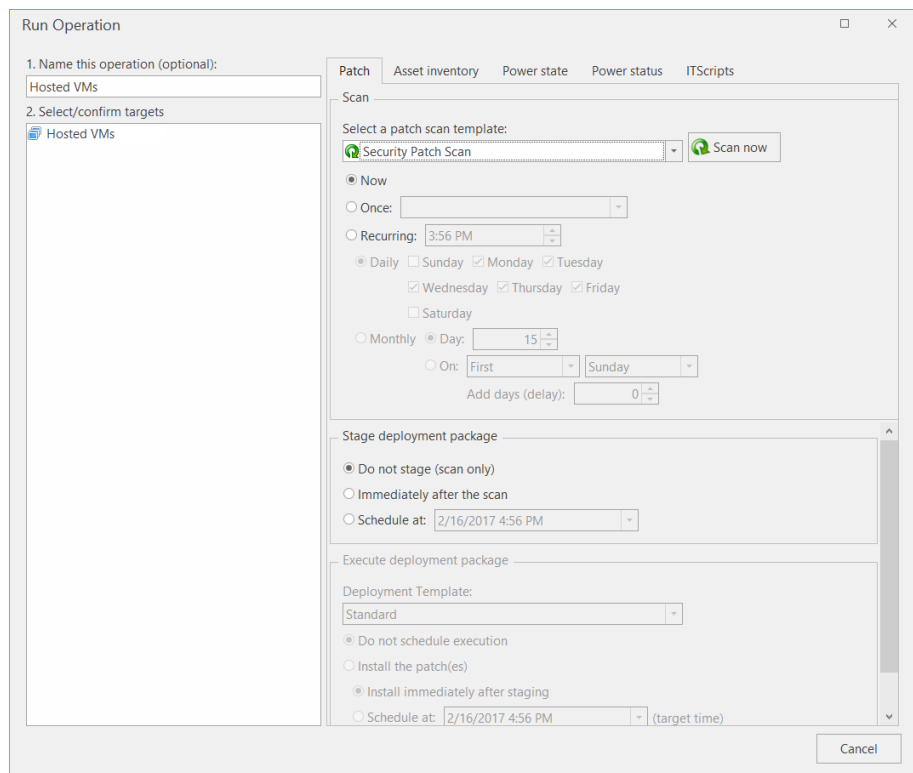 Run Operation
1. Name this operation (optional):
Hosted VMs
2. Select/confirm targets
Hosted VMs
Patch Asset inventory Power state Power status ITScripts
Scan
Select a patch scan template:
Security Patch Scan Scan now
Now
Once:
Recurring: 3:56 PM
Daily Sunday Monday Tuesday
Wednesday Thursday Friday
Saturday
Monthly Day: 15
On: First Sunday
Add days (delay): 0
Stage deployment package
Do not stage (scan only)
Immediately after the scan
Schedule at: 2/16/2017 4:56 PM
Execute deployment package
Deployment Template:
Standard
Do not schedule execution
Install the patch(es)
Install immediately after staging
Schedule at: 2/16/2017 4:56 PM (target time)
Cancel